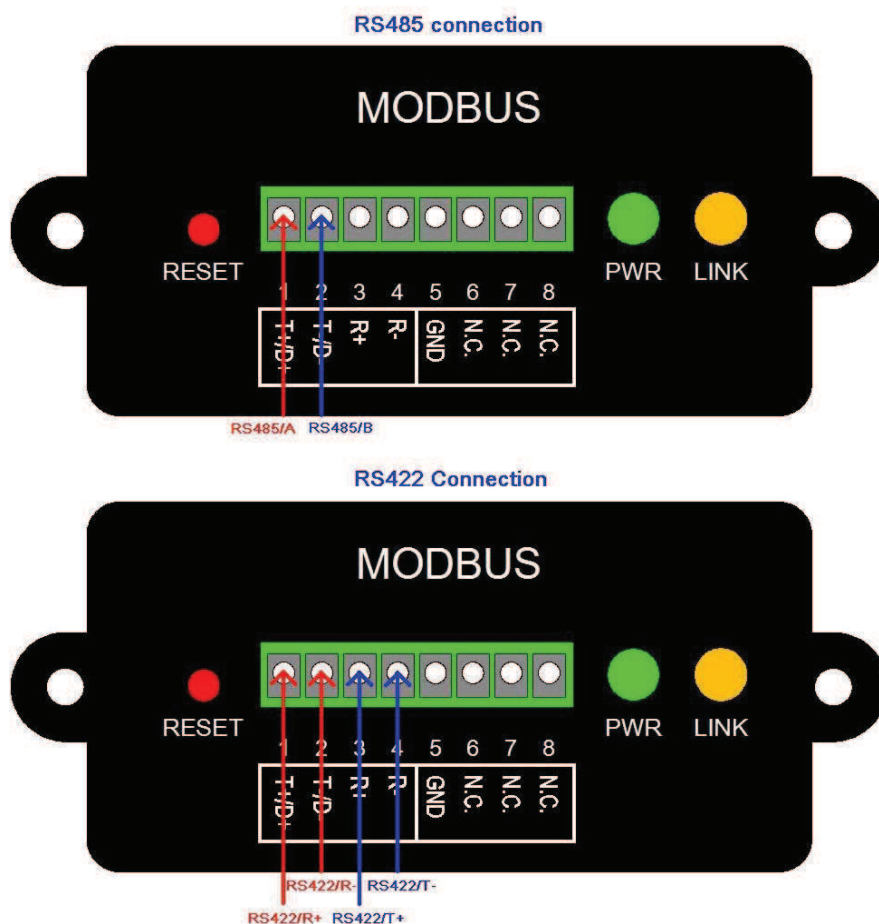 RS485 connection
MODBUS
RESET
PWR
LINK
1 2 3 4 5 6 7 8
T+/D+
T-/D-
R+
R-
GND
N.C.
N.C.
N.C.
RS485/A
RS485/B
RS422 Connection
MODBUS
RESET
PWR
LINK
1 2 3 4 5 6 7 8
T+/D+
T-/D-
R+
R-
GND
N.C.
N.C.
N.C.
RS422/R-
RS422/T-
RS422/R+
RS422/T+